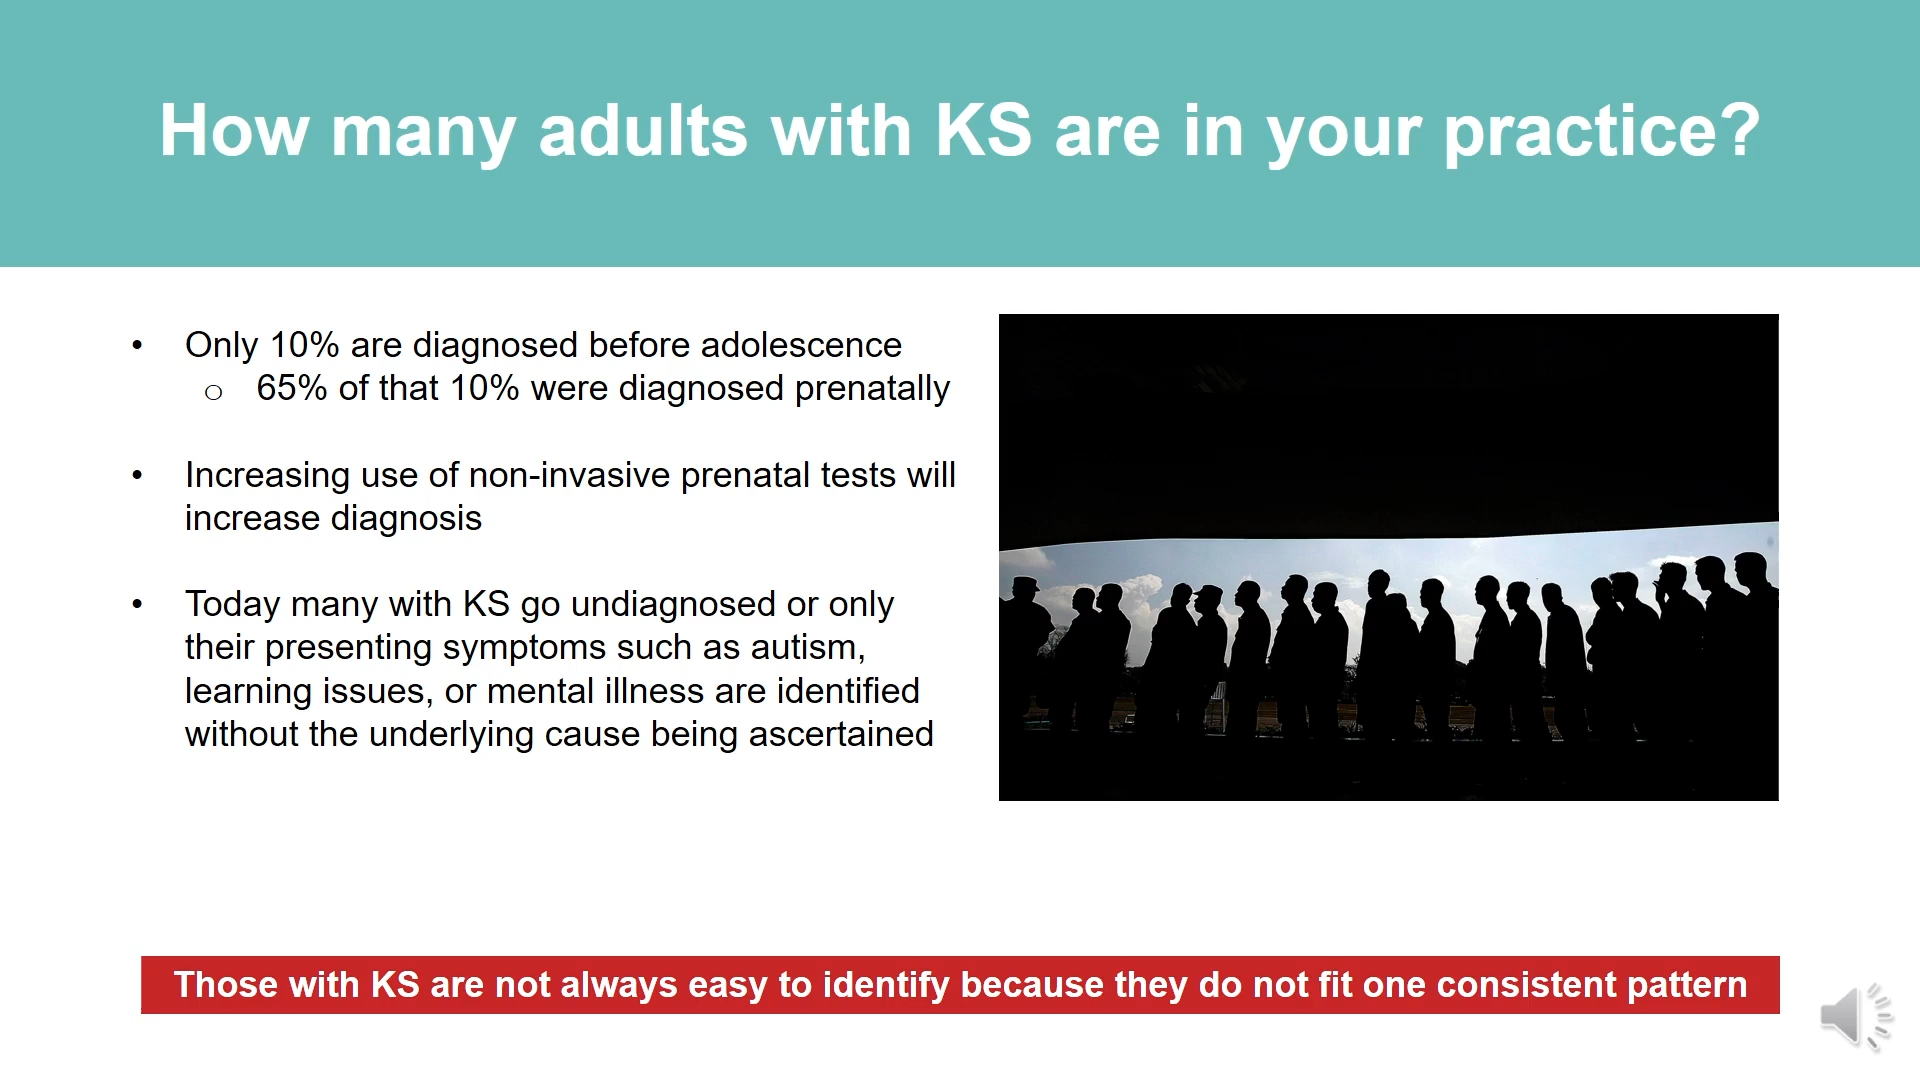 How many adults with KS are in your practice?
• Only 10% are diagnosed before adolescence
o 65% of that 10% were diagnosed prenatally
• Increasing use of non-invasive prenatal tests will
increase diagnosis
• Today many with KS go undiagnosed or only
their presenting symptoms such as autism,
learning issues, or mental illness are identified
without the underlying cause being ascertained
Those with KS are not always easy to identify because they do not fit one consistent pattern